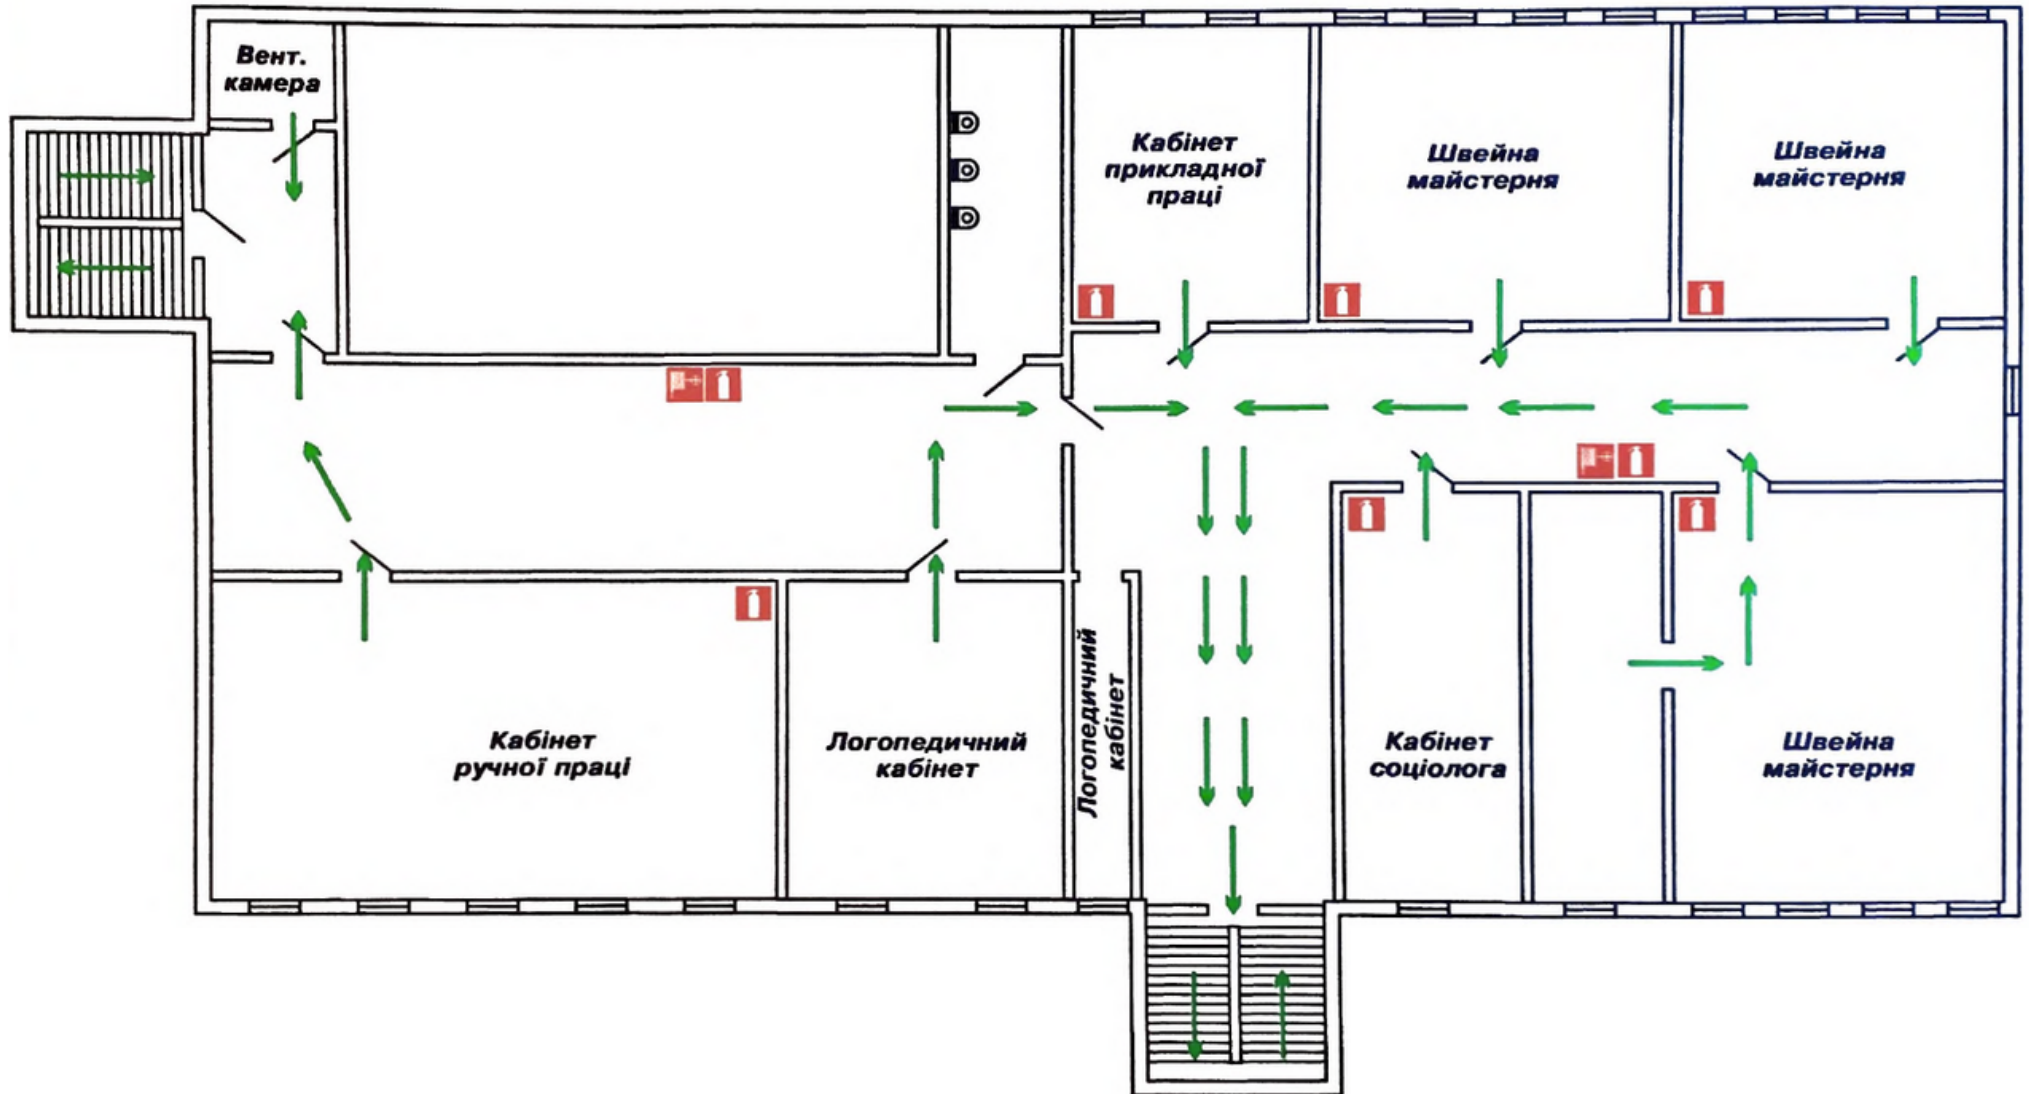 Вент.
камера
Кабінет
прикладної
праці
Швейна
майстерня
Швейна
майстерня
Кабінет
ручної праці
Логопедичний
кабінет
Логопедичний
кабінет
Кабінет
соціолога
Швейна
майстерня